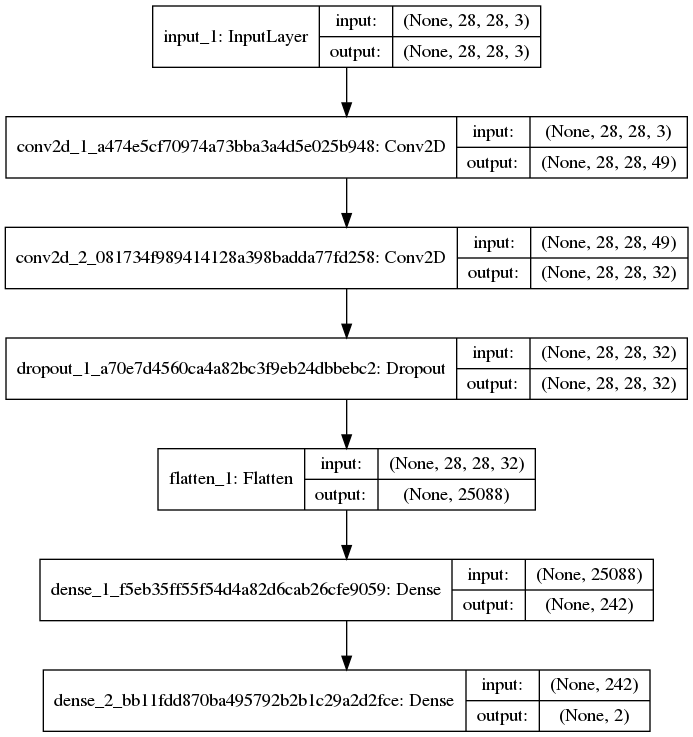 input_1: InputLayer
input:
(None, 28, 28, 3)
output:
(None, 28, 28, 3)
conv2d_1_a474e5cf70974a73bba3a4d5e025b948: Conv2D
input:
(None, 28, 28, 3)
output:
(None, 28, 28, 49)
conv2d_2_081734f989414128a398badda77fd258: Conv2D
input:
(None, 28, 28, 49)
output:
(None, 28, 28, 32)
dropout_1_a70e7d4560ca4a82bc3f9eb24dbbebc2: Dropout
input:
(None, 28, 28, 32)
output:
(None, 28, 28, 32)
flatten_1: Flatten
input:
(None, 28, 28, 32)
output:
(None, 25088)
dense_1_f5eb35ff55f54d4a82d6cab26cfe9059: Dense
input:
(None, 25088)
output:
(None, 242)
dense_2_bb11fdd870ba495792b2b1c29a2d2fce: Dense
input:
(None, 242)
output:
(None, 2)